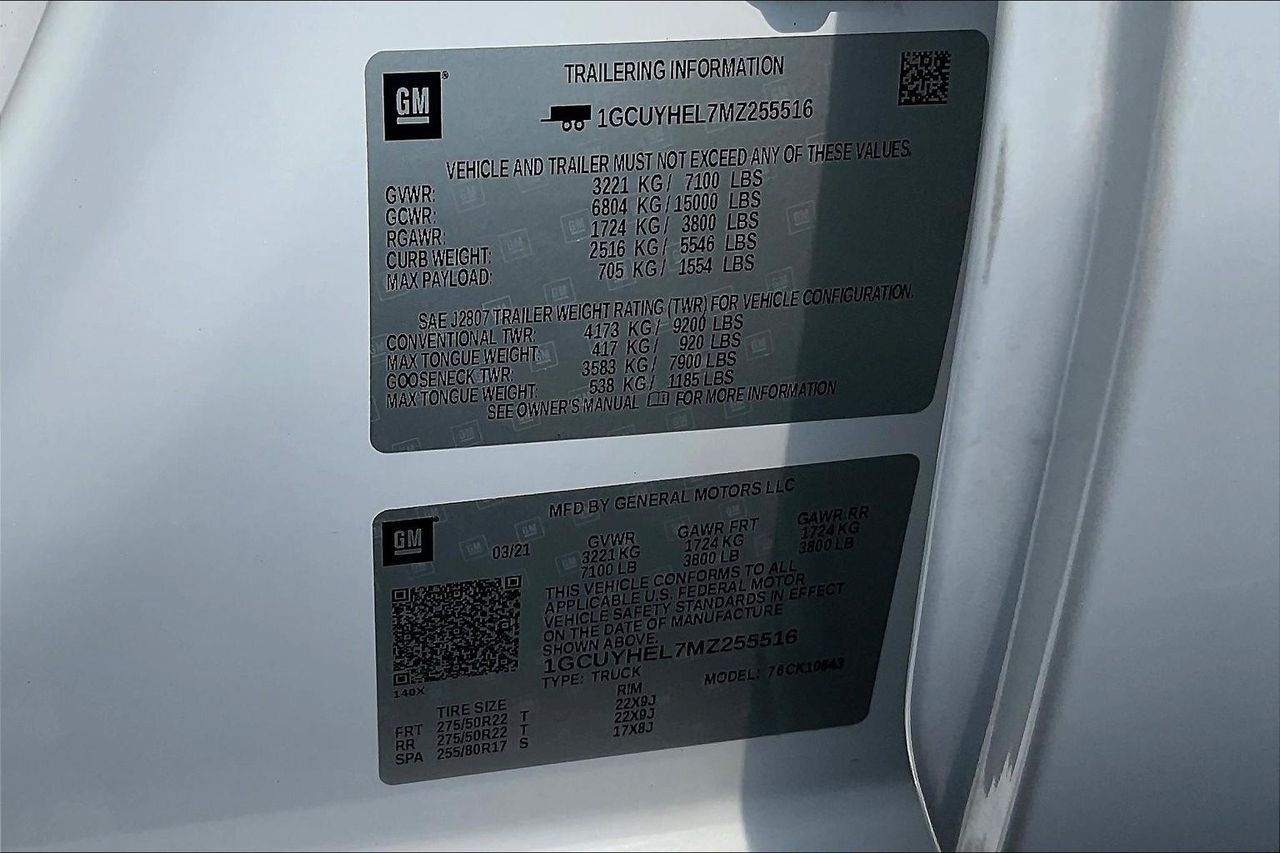 GM ®
TRAILERING INFORMATION
1GCUYHEL7MZ255516
VEHICLE AND TRAILER MUST NOT EXCEED ANY OF THESE VALUES.
GVWR: 3221 KG/ 7100 LBS
GCWR: 6804 KG/ 15000 LBS
RGAWR: 1724 KG/ 3800 LBS
CURB WEIGHT: 2516 KG/ 5546 LBS
MAX PAYLOAD: 705 KG/ 1554 LBS
SAE J2807 TRAILER WEIGHT RATING (TWR) FOR VEHICLE CONFIGURATION.
CONVENTIONAL TWR: 4173 KG/ 9200 LBS
MAX TONGUE WEIGHT: 417 KG/ 920 LBS
GOOSENECK TWR: 3583 KG/ 7900 LBS
MAX TONGUE WEIGHT: 538 KG/ 1185 LBS
SEE OWNER'S MANUAL FOR MORE INFORMATION
GM
MFD BY GENERAL MOTORS LLC
03/21 GVWR GAWR FRT GAWR RR
3221 KG 1724 KG 1724 KG
7100 LB 3800 LB 3800 LB
THIS VEHICLE CONFORMS TO ALL
APPLICABLE U.S. FEDERAL MOTOR
VEHICLE SAFETY STANDARDS IN EFFECT
ON THE DATE OF MANUFACTURE
SHOWN ABOVE.
1GCUYHEL7MZ255516
TYPE: TRUCK MODEL:
140X
TIRE SIZE RIM
FRT 275/50R22 T 22X9J
RR 275/50R22 T 22X9J
SPA 255/80R17 S 17X8J